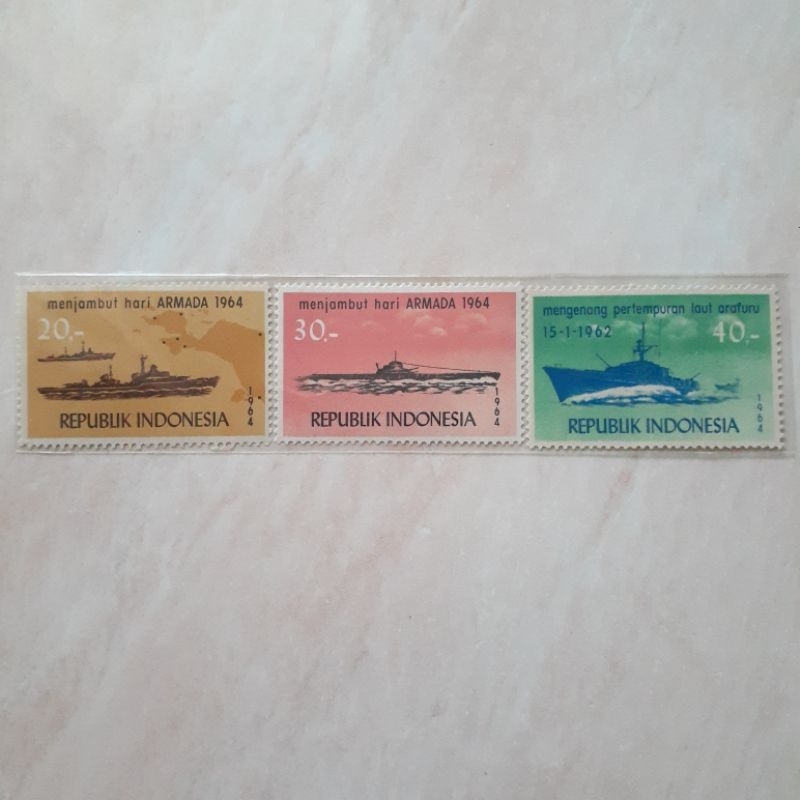 menjambut hari ARMADA 1964
20,-
1964
REPUBLIK INDONESIA
menjambut hari ARMADA 1964
30,-
1964
REPUBLIK INDONESIA
mengenang pertempuran laut arafuru
15-1-1962
40,-
1964
REPUBLIK INDONESIA